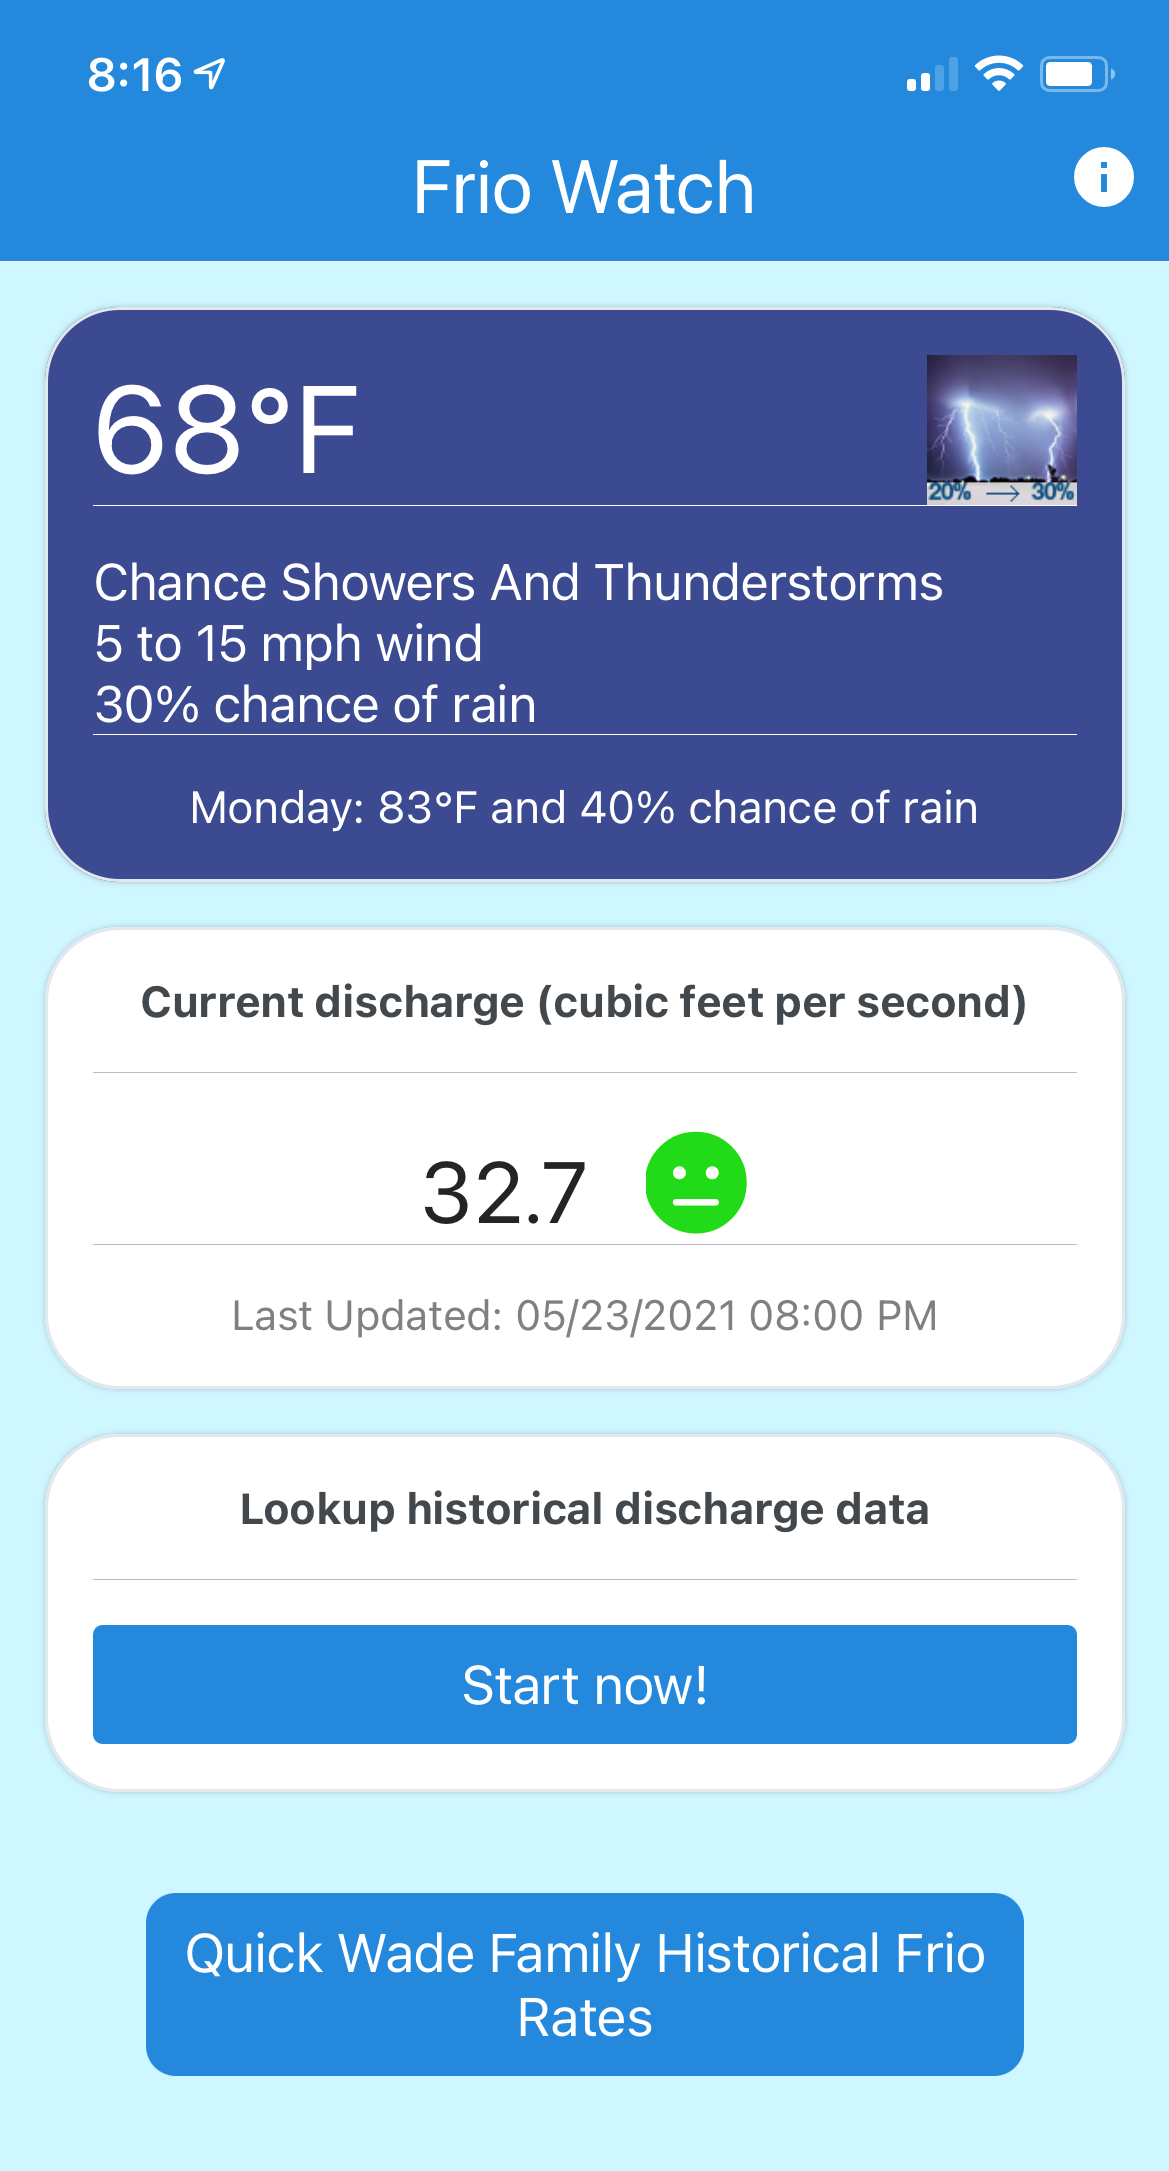 8:16
Frio Watch
68°F
20% → 30%
Chance Showers And Thunderstorms
5 to 15 mph wind
30% chance of rain
Monday: 83°F and 40% chance of rain
Current discharge (cubic feet per second)
32.7
Last Updated: 05/23/2021 08:00 PM
Lookup historical discharge data
Start now!
Quick Wade Family Historical Frio
Rates